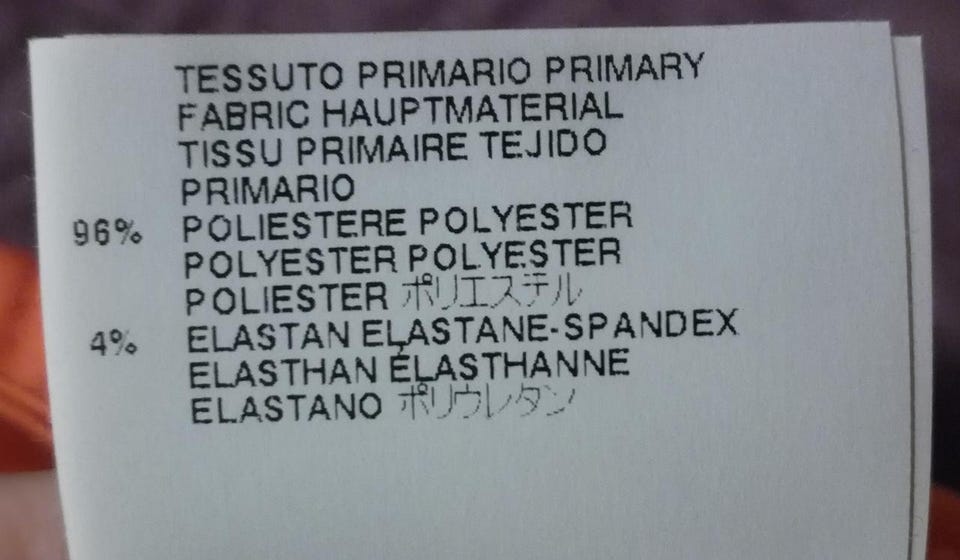 TESSUTO PRIMARIO PRIMARY
FABRIC HAUPTMATERIAL
TISSU PRIMAIRE TEJIDO
PRIMARIO
96% POLIESTERE POLYESTER
POLYESTER POLYESTER
POLIESTER ポリエステル
4% ELASTAN ELASTANE-SPANDEX
ELASTHAN ÉLASTHANNE
ELASTANO ポリウレタン